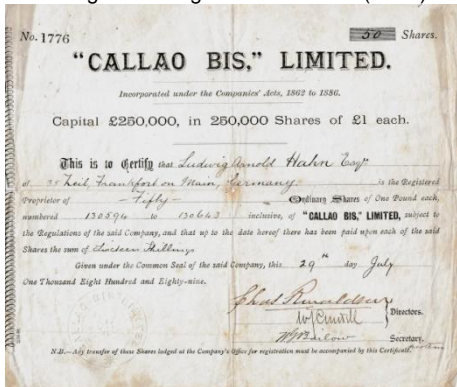 No. 1776
50 Shares.
"CALLAO BIS," LIMITED.
Incorporated under the Companies' Acts, 1862 to 1886.
Capital £250,000, in 250,000 Shares of £1 each.
This is to Certify that Ludwig Arnold Hahn Esqr
of 35 Zeil, Frankfort on Main, Germany. is the Registered
Proprietor of — Fifty — Ordinary Shares of One Pound each,
numbered 130594 to 130643 inclusive, of "CALLAO BIS," LIMITED, subject to
the Regulations of the said Company, and that up to the date hereof there has been paid upon each of the said
Shares the sum of Shillings
Given under the Common Seal of the said Company, this 29th day July
One Thousand Eight Hundred and Eighty-nine.
Directors.
Secretary,
N.B.—Any transfer of these Shares lodged at the Company's Office for registration must be accompanied by this Certificate.